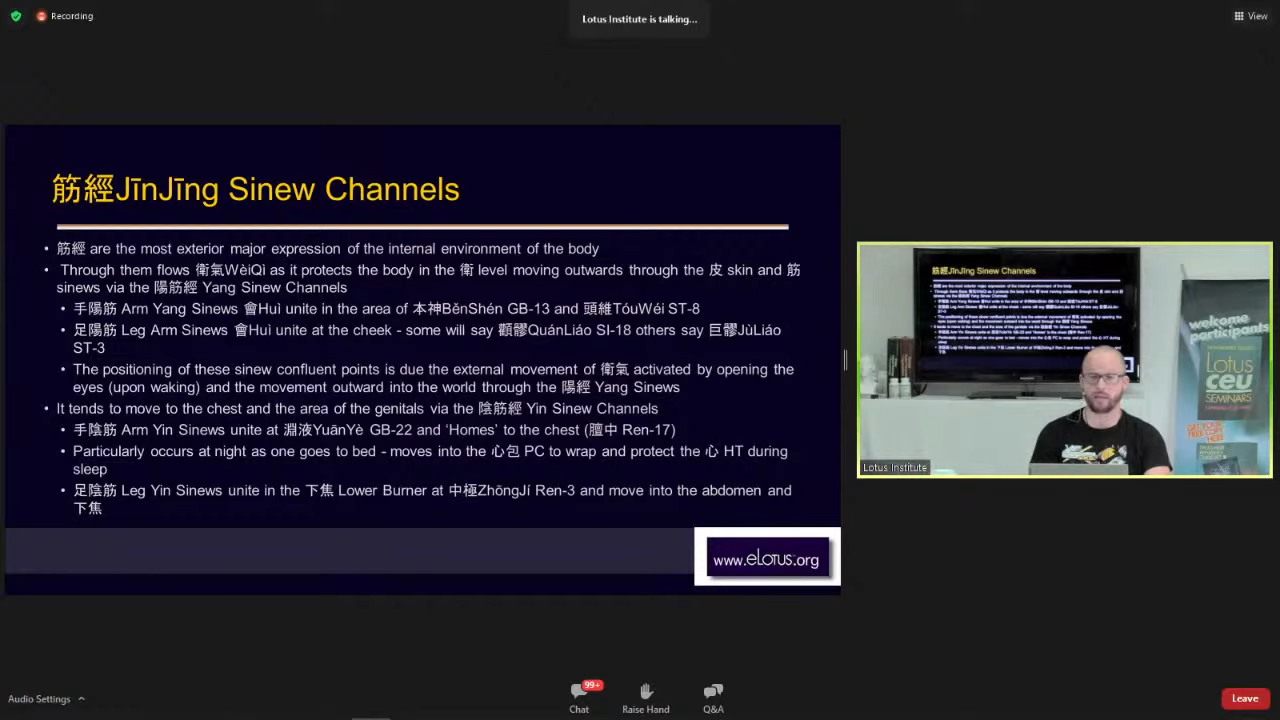 Recording
Lotus Institute is talking...
View
筋經JīnJīng Sinew Channels
• 筋經 are the most exterior major expression of the internal environment of the body
• Through them flows 衛氣WèiQì as it protects the body in the 衛 level moving outwards through the 皮 skin and 筋
sinews via the 陽筋經 Yang Sinew Channels
• 手陽筋 Arm Yang Sinews 會Huì unite in the area of 本神BěnShén GB-13 and 頭維TóuWéi ST-8
• 足陽筋 Leg Arm Sinews 會Huì unite at the cheek - some will say 顴髎QuánLiáo SI-18 others say 巨髎JùLiáo
ST-3
• The positioning of these sinew confluent points is due the external movement of 衛氣 activated by opening the
eyes (upon waking) and the movement outward into the world through the 陽筋經 Yang Sinews
• It tends to move to the chest and the area of the genitals via the 陰筋經 Yin Sinew Channels
• 手陰筋 Arm Yin Sinews unite at 淵液YuānYè GB-22 and ‘Homes’ to the chest (膻中 Ren-17)
• Particularly occurs at night as one goes to bed - moves into the 心包 PC to wrap and protect the 心 HT during
sleep
• 足陰筋 Leg Yin Sinews unite in the 下焦 Lower Burner at 中極ZhōngJí Ren-3 and move into the abdomen and
下焦
www.eLotus.org
筋經JīnJīng Sinew Channels
welcome
participants
LOTUS
CEU
SEMINARS
Lotus Institute
Audio Settings
99+
Chat
Raise Hand
Q&A
Leave